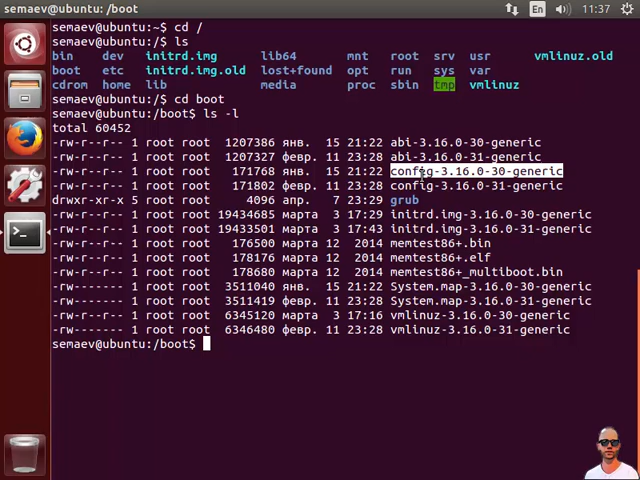 semaev@ubuntu: /boot
En
11:37
semaev@ubuntu:~$ cd /
semaev@ubuntu:/$ ls
bin dev initrd.img lib64 mnt root srv usr vmlinuz.old
boot etc initrd.img.old lost+found opt run sys var
cdrom home lib media proc sbin tmp vmlinuz
semaev@ubuntu:/$ cd boot
semaev@ubuntu:/boot$ ls -l
total 60452
-rw-r--r-- 1 root root 1207386 янв. 15 21:22 abi-3.16.0-30-generic
-rw-r--r-- 1 root root 1207327 февр. 11 23:28 abi-3.16.0-31-generic
-rw-r--r-- 1 root root 171768 янв. 15 21:22 config-3.16.0-30-generic
-rw-r--r-- 1 root root 171802 февр. 11 23:28 config-3.16.0-31-generic
drwxr-xr-x 5 root root 4096 апр. 7 23:29 grub
-rw-r--r-- 1 root root 19434685 марта 3 17:29 initrd.img-3.16.0-30-generic
-rw-r--r-- 1 root root 19433501 марта 3 17:43 initrd.img-3.16.0-31-generic
-rw-r--r-- 1 root root 176500 марта 12 2014 memtest86+.bin
-rw-r--r-- 1 root root 178176 марта 12 2014 memtest86+.elf
-rw-r--r-- 1 root root 178680 марта 12 2014 memtest86+_multiboot.bin
-rw------- 1 root root 3511040 янв. 15 21:22 System.map-3.16.0-30-generic
-rw------- 1 root root 3511419 февр. 11 23:28 System.map-3.16.0-31-generic
-rw------- 1 root root 6345120 марта 3 17:16 vmlinuz-3.16.0-30-generic
-rw------- 1 root root 6346480 февр. 11 23:28 vmlinuz-3.16.0-31-generic
semaev@ubuntu:/boot$